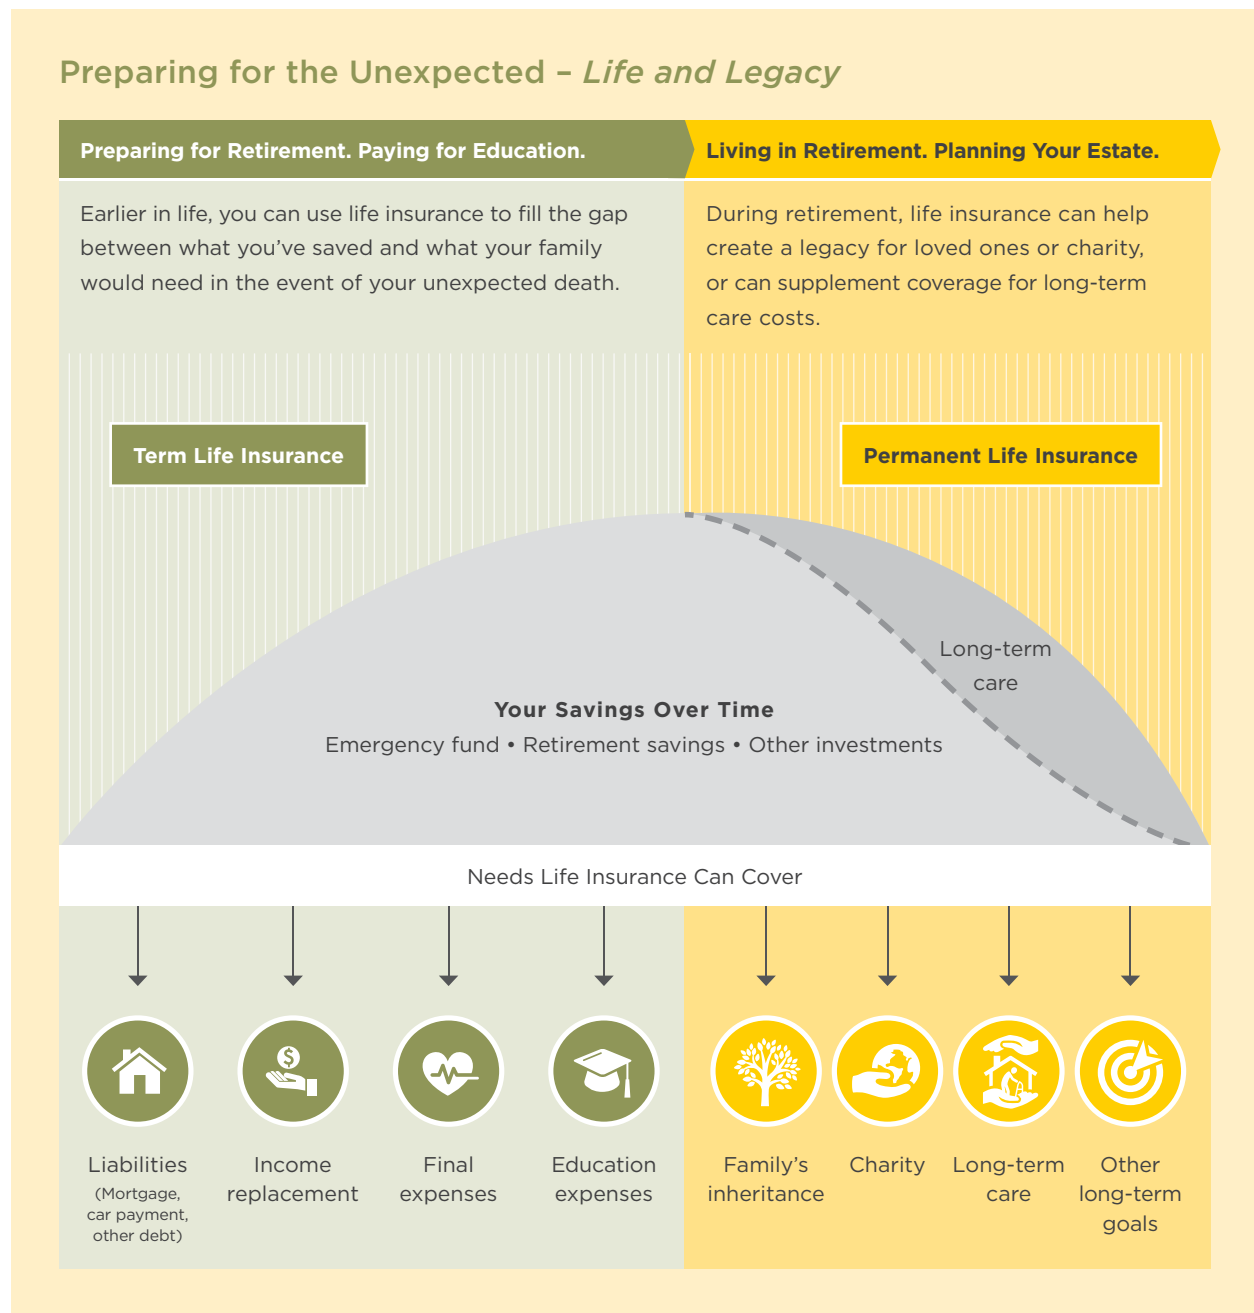 Preparing for the Unexpected – Life and Legacy
Preparing for Retirement. Paying for Education.
Earlier in life, you can use life insurance to fill the gap
between what you’ve saved and what your family
would need in the event of your unexpected death.
Living in Retirement. Planning Your Estate.
During retirement, life insurance can help
create a legacy for loved ones or charity,
or can supplement coverage for long-term
care costs.
Term Life Insurance
Permanent Life Insurance
Long-term
care
Your Savings Over Time
Emergency fund • Retirement savings • Other investments
Needs Life Insurance Can Cover
$
Liabilities
(Mortgage,
car payment,
other debt)
Income
replacement
Final
expenses
Education
expenses
Family’s
inheritance
Charity
Long-term
care
Other
long-term
goals